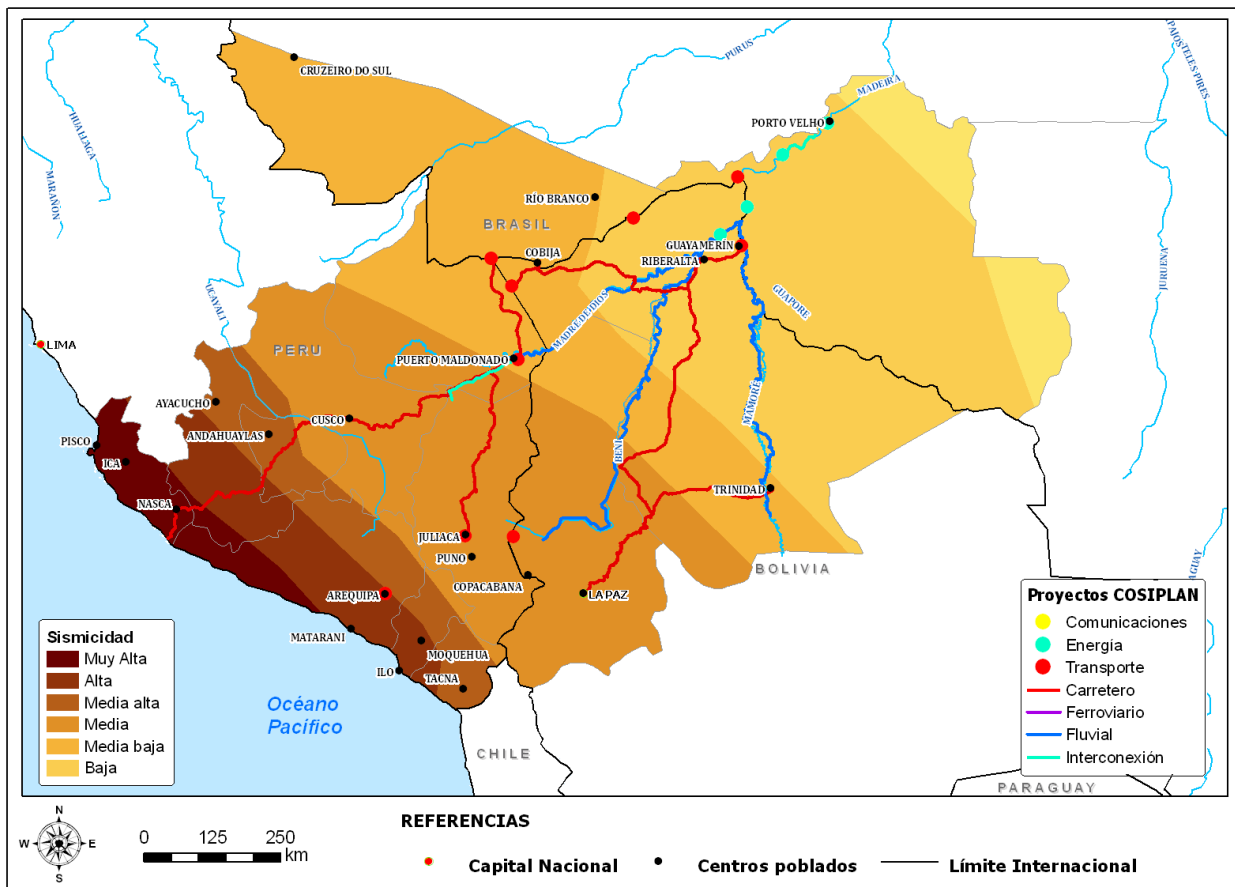 PURUS
CRUZEIRO DO SUL
HUALLAGA
MARAÑON
MADEIRA
PORTO VELHO
RÍO BRANCO
BRASIL
COBIJA
GUAYAMERÍN
RIBERALTA
JURUENA
GUAPORE
UCAYALI
MADRE DE DIOS
LIMA
PERU
PUERTO MALDONADO
AYACUCHO
MAMORE
CUSCO
ANDAHUAYLAS
PISCO
BENI
ICA
TRINIDAD
NASCA
JULIACA
PUNO
BOLIVIA
COPACABANA
LA PAZ
AREQUIPA
MATARANI
MOQUEHUA
ILO
TACNA
Océano
Pacífico
CHILE
PARAGUAY
Sismicidad
Muy Alta
Alta
Media alta
Media
Media baja
Baja
Proyectos COSIPLAN
Comunicaciones
Energía
Transporte
Carretero
Ferroviario
Fluvial
Interconexión
N
W
E
S
0 125 250
km
REFERENCIAS
Capital Nacional
Centros poblados
Límite Internacional